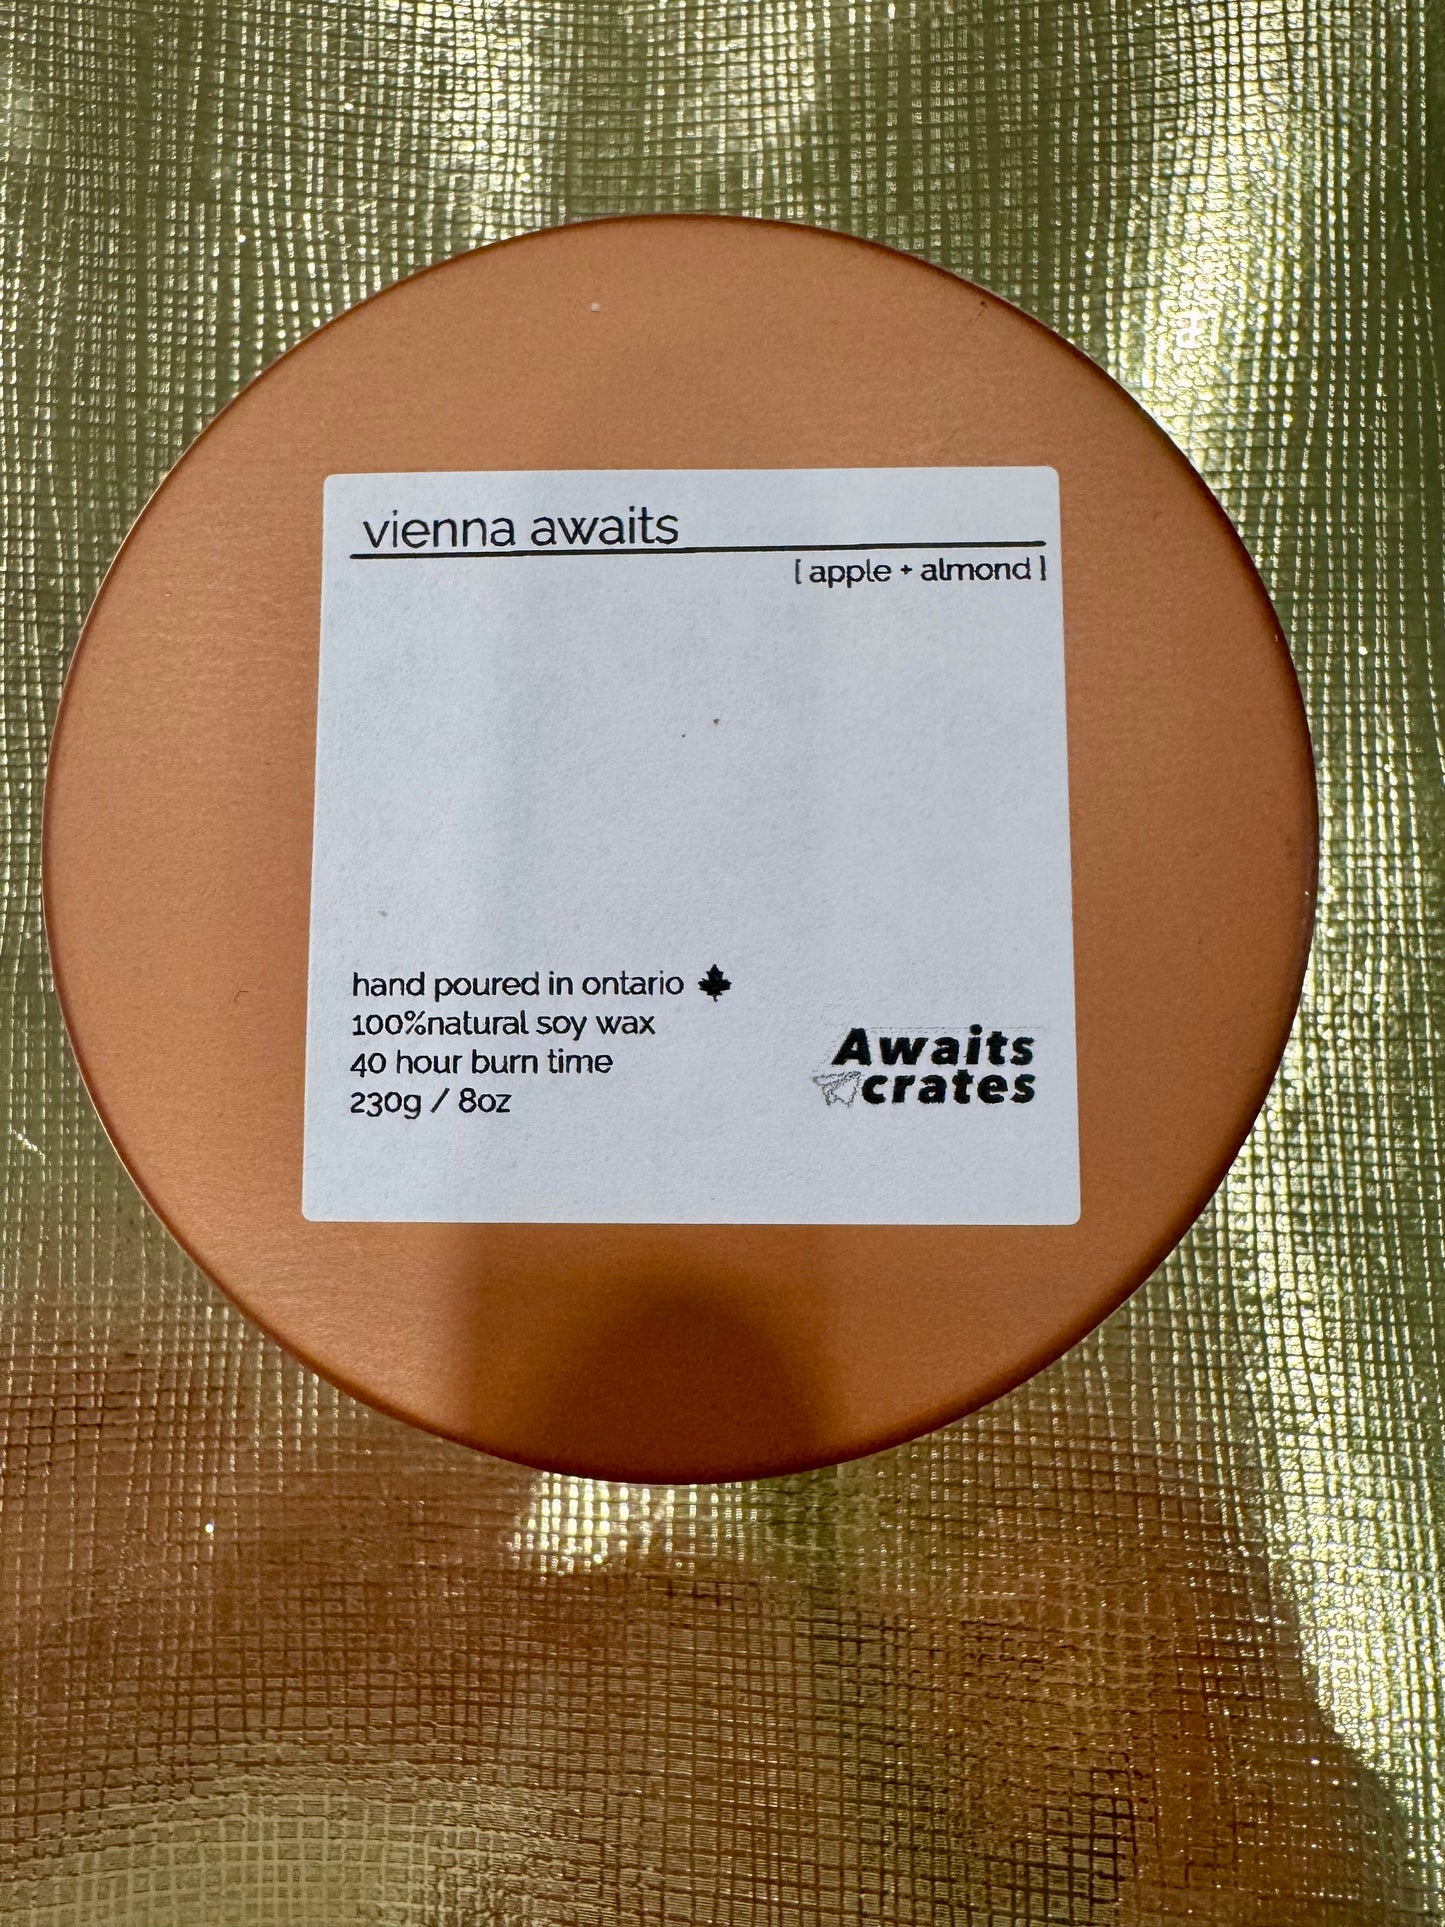 vienna awaits
[ apple + almond ]
hand poured in ontario
100%natural soy wax
40 hour burn time
230g / 8oz
Awaits
crates